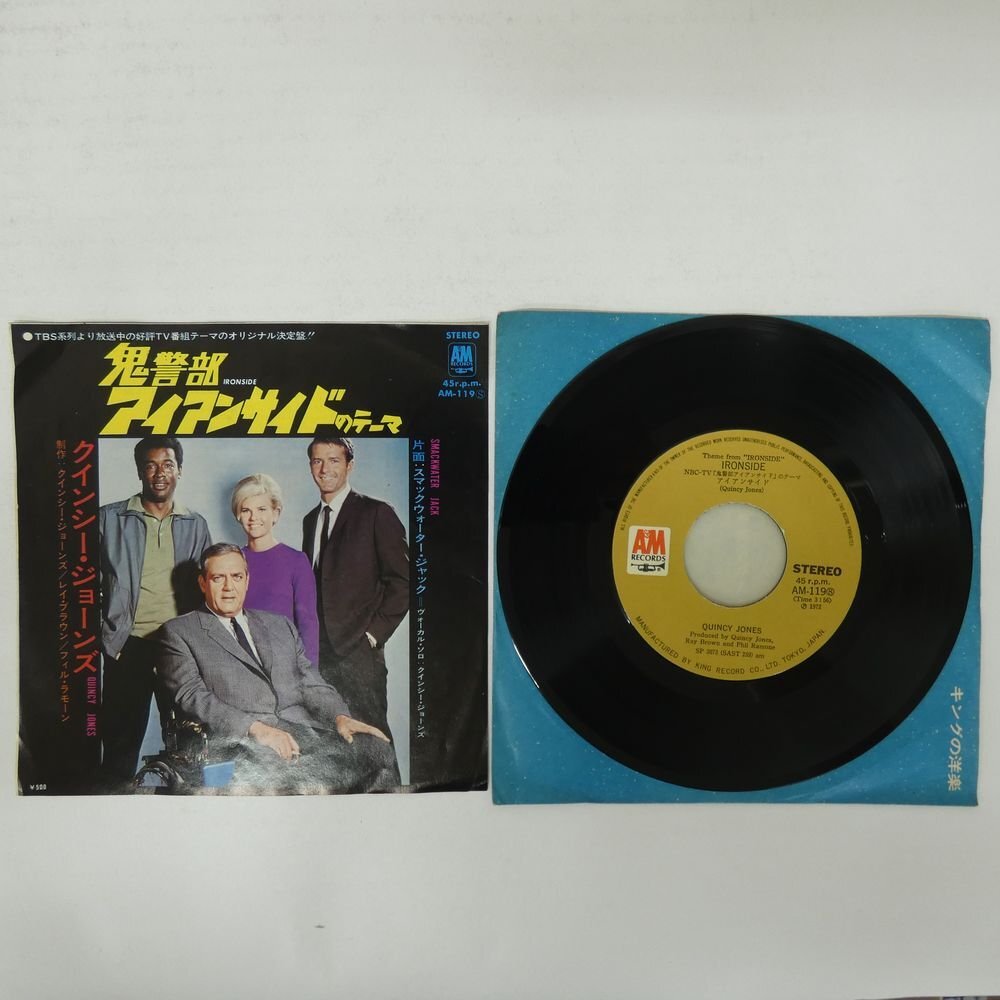 ●TBS系列より放送中の好評TV番組テーマのオリジナル決定盤!!
鬼警部
IRONSIDE
アイアンサイドのテーマ
STEREO
AM
RECORDS
45r.p.m.
AM-119Ⓢ
SMACKWATER JACK
片面:スマックウォーター・ジャック=ヴォーカル・ソロ:クインシー・ジョーンズ
クインシー・ジョーンズ QUINCY JONES
制作:クインシー・ジョーンズ/レイ・ブラウン/フィル・ラモーン
¥500
Theme from "IRONSIDE"
IRONSIDE
NBC-TV『鬼警部アイアンサイド』のテーマ
アイアンサイド
(Quincy Jones)
A&M
RECORDS
STEREO
45 r.p.m.
AM-119Ⓢ
(Time 3:56)
Ⓟ 1972
QUINCY JONES
Produced by Quincy Jones,
Ray Brown and Phil Ramone
SP 3073 (SAST 289) am
MANUFACTURED BY KING RECORD CO., LTD. TOKYO, JAPAN
キングの洋楽